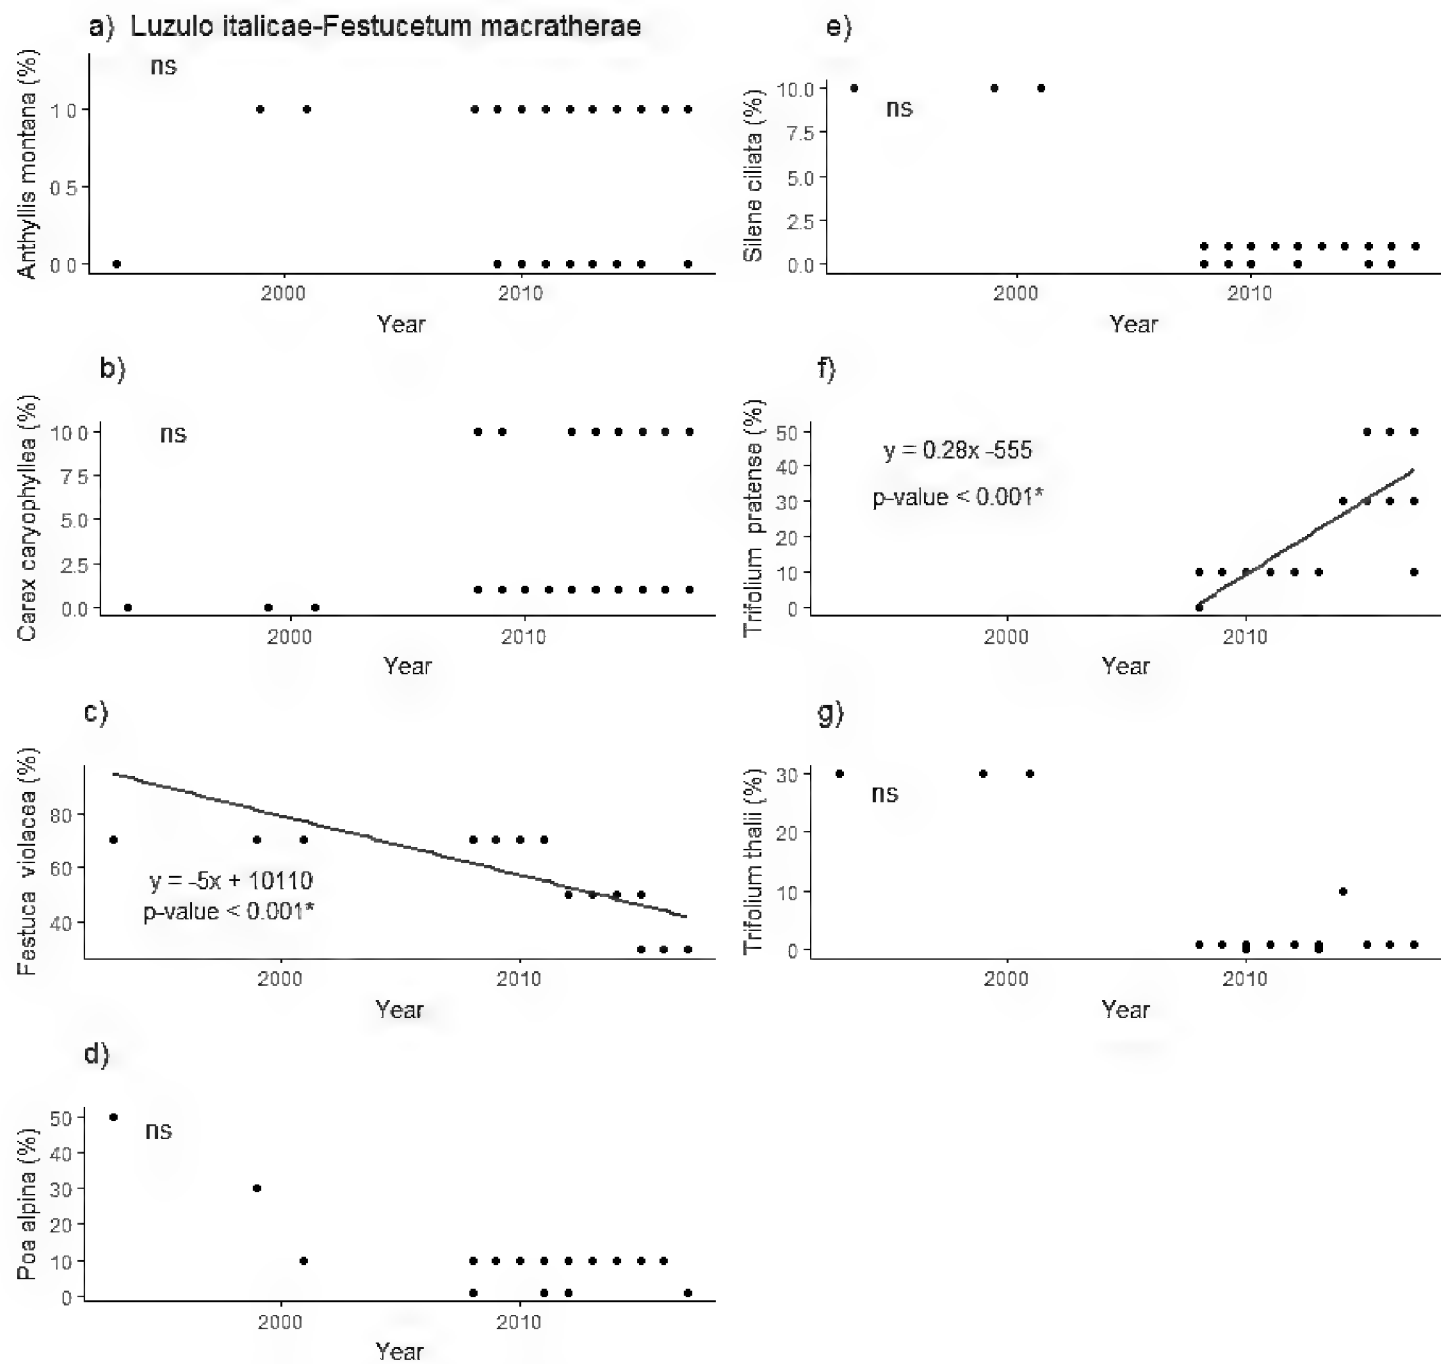 a) Luzulo italicae-Festucetum macratherae
ns
Anthyllis montana (%)
1 0
0 5
0 0
2000 2010
Year
b)
ns
Carex caryophyllea (%)
10 0
7 5
5.0
2.5
0.0
2000 2010
Year
c)
Festuca violacea (%)
80
60
40
y = -5x + 10110
p-value < 0.001*
2000 2010
Year
d)
ns
Poa alpina (%)
50
40
30
20
10
0
2000 2010
Year
e)
ns
Silene ciliata (%)
10.0
7.5
5.0
2.5
0.0
2000 2010
Year
f)
y = 0.28x -555
p-value < 0.001*
Trifolium pratense (%)
50
40
30
20
10
0
2000 2010
Year
g)
ns
Trifolium thalii (%)
30
20
10
0
2000 2010
Year